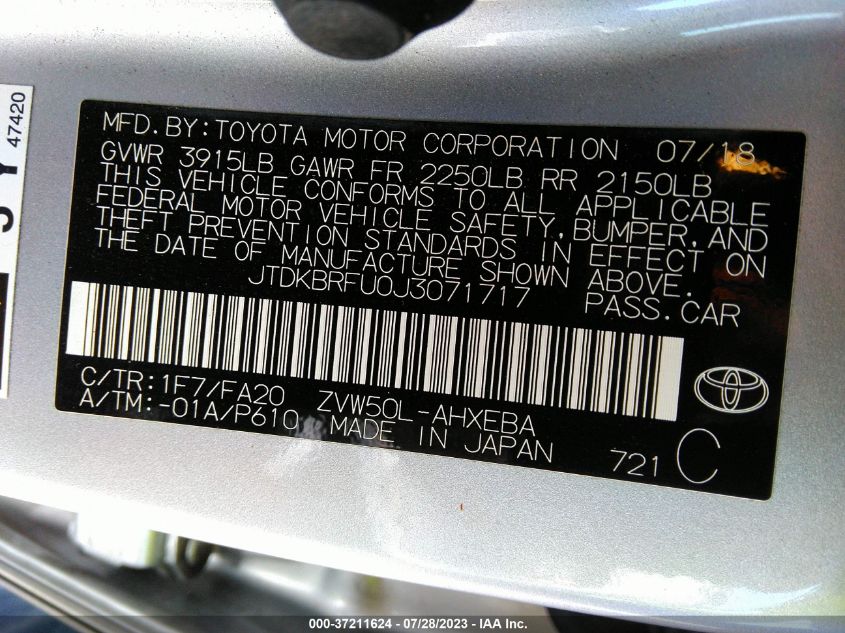 47420
MFD.BY:TOYOTA MOTOR CORPORATION 07/18
GVWR 3915LB GAWR FR 2250LB RR 2150LB
THIS VEHICLE CONFORMS TO ALL APPLICABLE
FEDERAL MOTOR VEHICLE SAFETY,BUMPER,AND
THEFT PREVENTION STANDARDS IN EFFECT ON
THE DATE OF MANUFACTURE SHOWN ABOVE.
JTDKBRFU0J3071717 PASS.CAR
C/TR:1F7/FA20 ZVW50L-AHXEBA
A/TM:-01A/P610 MADE IN JAPAN
721 C
000-37211624 | 07/28/2023 - IAA Inc.